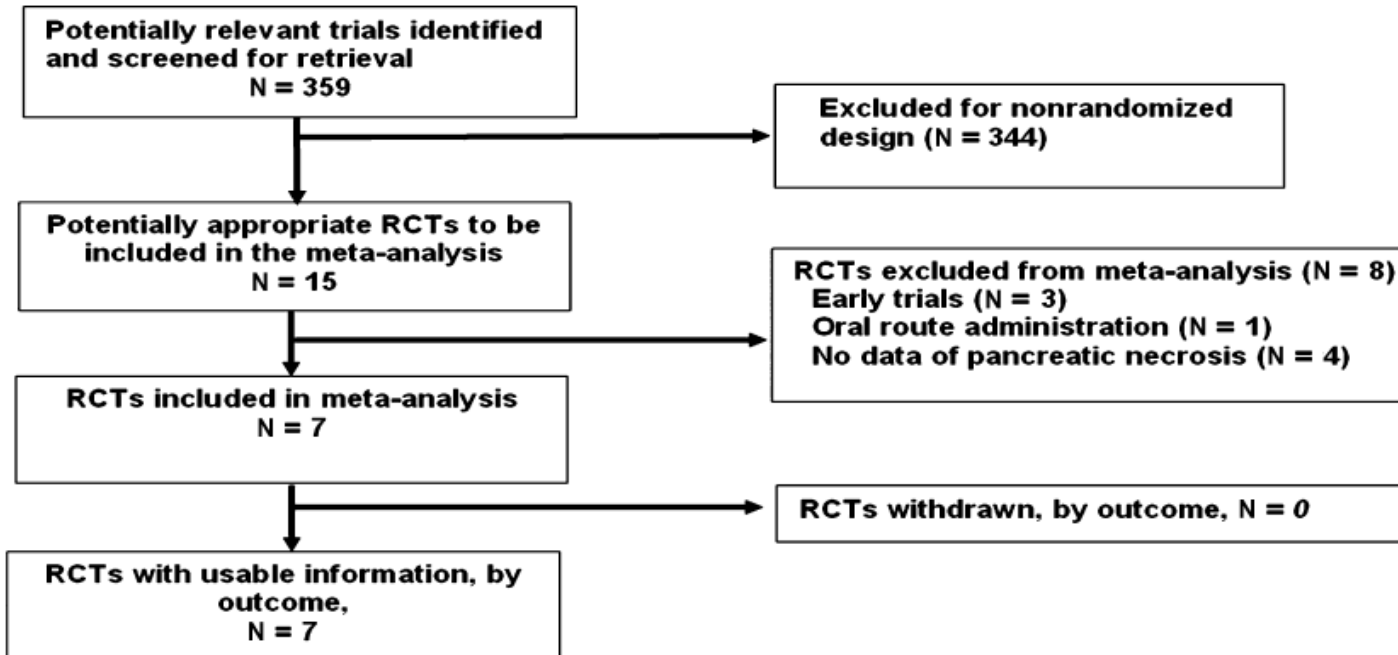 Potentially relevant trials identified
and screened for retrieval
N = 359
Excluded for nonrandomized
design (N = 344)
Potentially appropriate RCTs to be
included in the meta-analysis
N = 15
RCTs excluded from meta-analysis (N = 8)
Early trials (N = 3)
Oral route administration (N = 1)
No data of pancreatic necrosis (N = 4)
RCTs included in meta-analysis
N = 7
RCTs withdrawn, by outcome, N = 0
RCTs with usable information, by
outcome,
N = 7